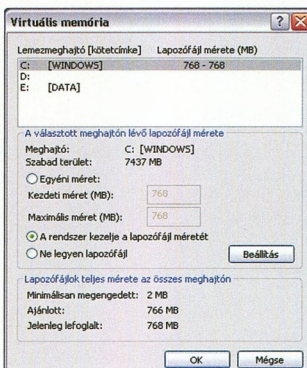 Virtuális memória
Lemezmeghajtó [kötetcímke] Lapozófájl mérete (MB)
C: [WINDOWS] 768 - 768
D:
E: [DATA]
A választott meghajtón lévő lapozófájl mérete
Meghajtó: C: [WINDOWS]
Szabad terület: 7437 MB
Egyéni méret:
Kezdeti méret (MB): 768
Maximális méret (MB): 768
A rendszer kezelje a lapozófájl méretét
Ne legyen lapozófájl Beállítás
Lapozófájlok teljes mérete az összes meghajtón
Minimálisan megengedett: 2 MB
Ajánlott: 766 MB
Jelenleg lefoglalt: 768 MB
OK Mégse